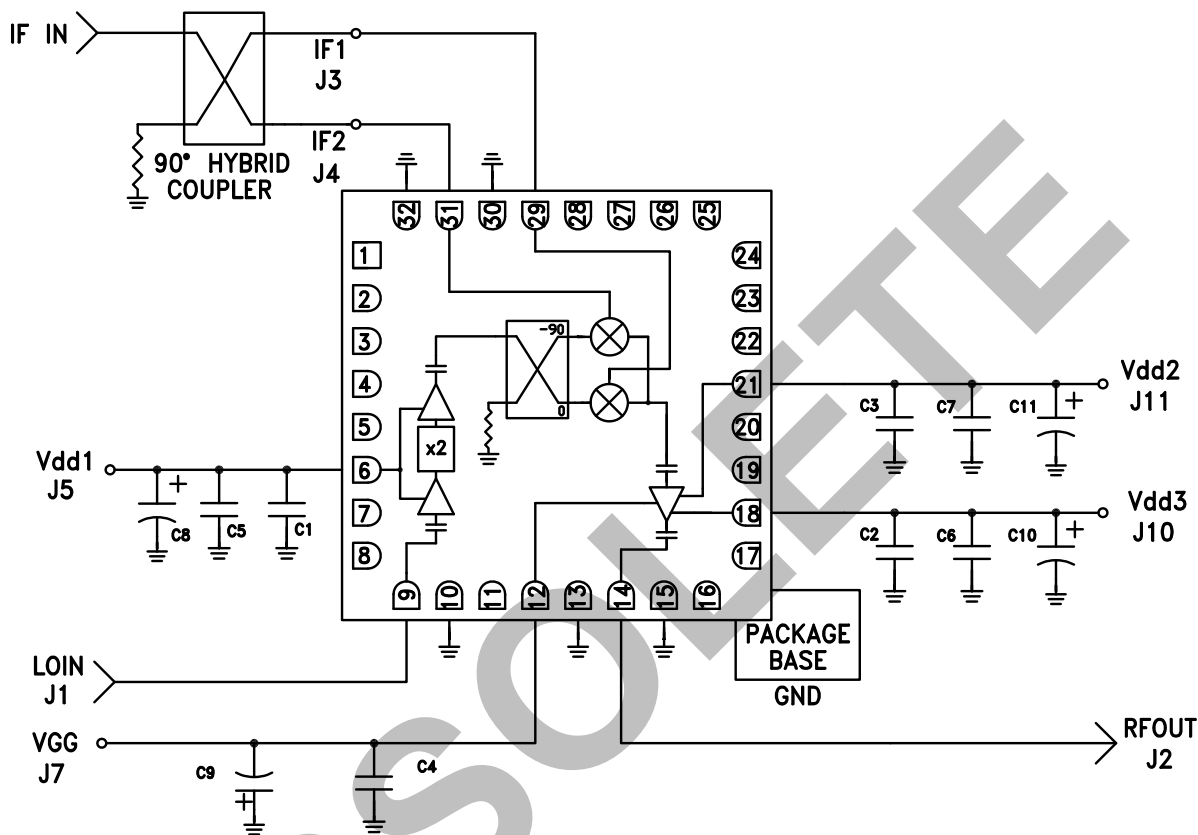 IF IN
IF1
J3
IF2
J4
90° HYBRID
COUPLER
32
31
30
29
28
27
26
25
1
2
3
4
5
6
7
8
24
23
22
21
20
19
18
17
-90
0
x2
9
10
11
12
13
14
15
16
Vdd1
J5
C8
+
C5
C1
Vdd2
J11
C3
C7
C11
+
Vdd3
J10
C2
C6
C10
+
PACKAGE
BASE
GND
LOIN
J1
VGG
J7
C9
+
C4
RFOUT
J2
SOLETE